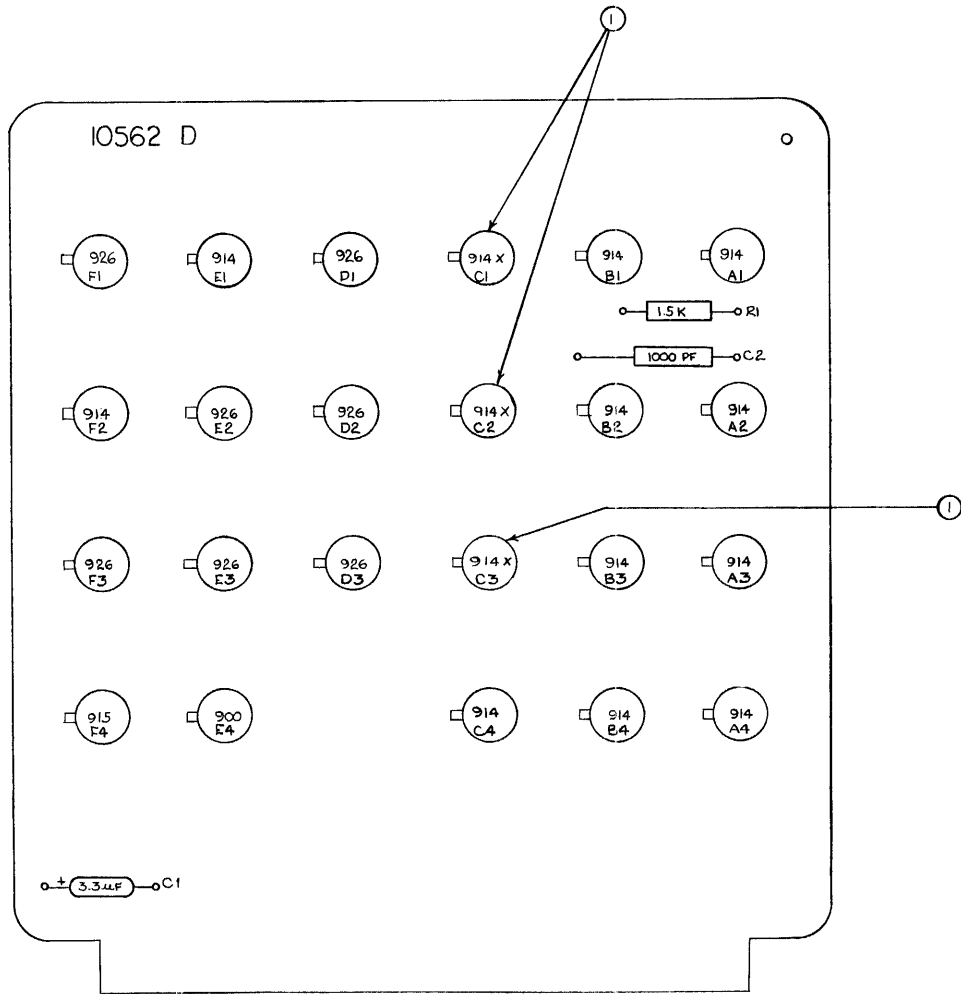 1
10562 D
926 914 926 914 X 914 914
F1 E1 D1 C1 B1 A1
1.5K R1
1000 PF C2
914 926 926 914 X 914 914
F2 E2 D2 C2 B2 A2
1
926 926 926 914 X 914 914
F3 E3 D3 C3 B3 A3
915 900 914 914 914
F4 E4 C4 B4 A4
+ 3.3 uF C1